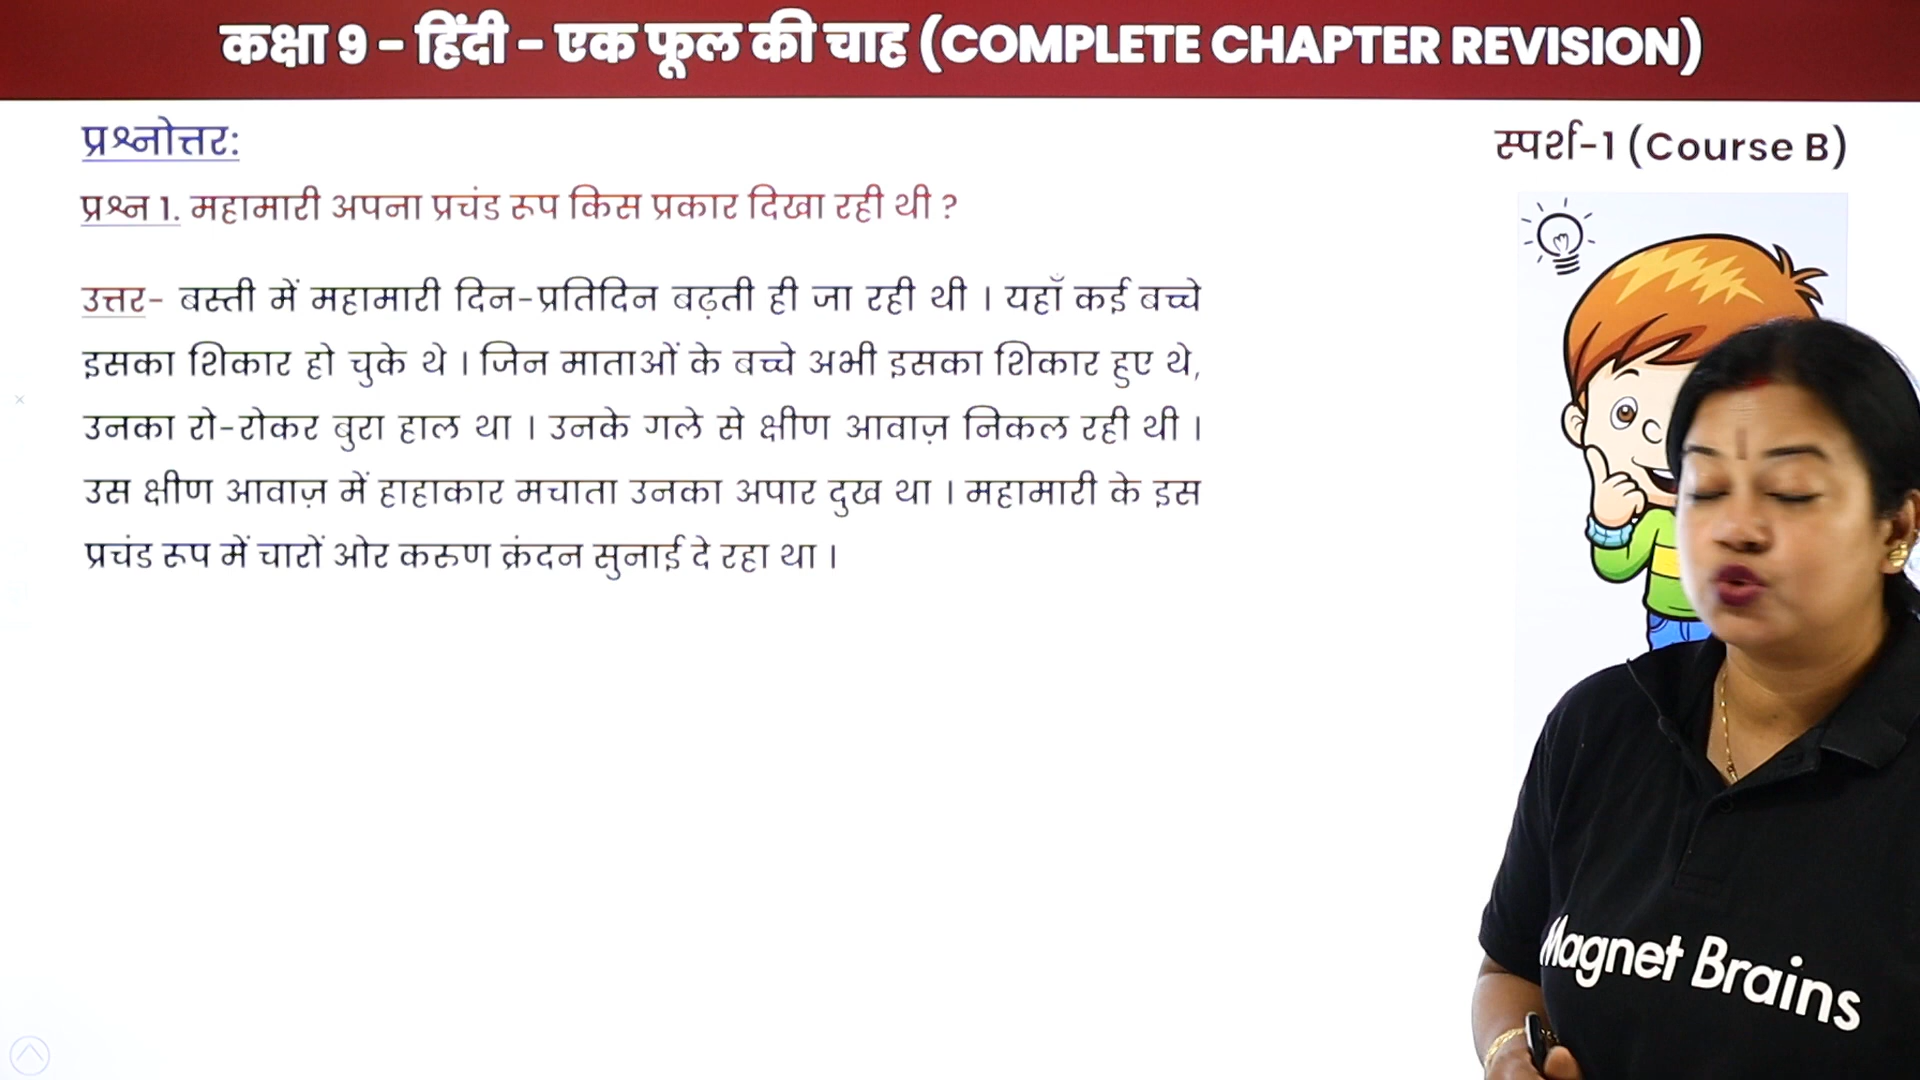 कक्षा 9 - हिंदी - एक फूल की चाह (COMPLETE CHAPTER REVISION)
प्रश्नोत्तर:
स्पर्श-1 (Course B)
प्रश्न 1. महामारी अपना प्रचंड रूप किस प्रकार दिखा रही थी ?
उत्तर- बस्ती में महामारी दिन-प्रतिदिन बढ़ती ही जा रही थी । यहाँ कई बच्चे
इसका शिकार हो चुके थे । जिन माताओं के बच्चे अभी इसका शिकार हुए थे,
उनका रो-रोकर बुरा हाल था । उनके गले से क्षीण आवाज़ निकल रही थी ।
उस क्षीण आवाज़ में हाहाकार मचाता उनका अपार दुख था । महामारी के इस
प्रचंड रूप में चारों ओर करुण क्रंदन सुनाई दे रहा था ।
Magnet Brains